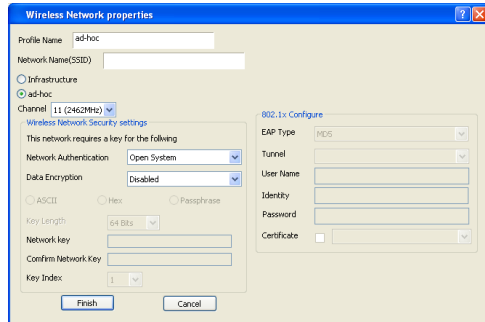 Wireless Network properties
Profile Name ad-hoc
Network Name(SSID)
Infrastructure
ad-hoc
Channel 11 (2462MHz)
Wireless Network Security settings
This network requires a key for the follwing
Network Authentication Open System
Data Encryption Disabled
ASCII Hex Passphrase
Key Length 64 Bits
Network key
Comfirm Network Key
Key Index 1
Finish Cancel
802.1x Configure
EAP Type MD5
Tunnel
User Name
Identity
Password
Certificate